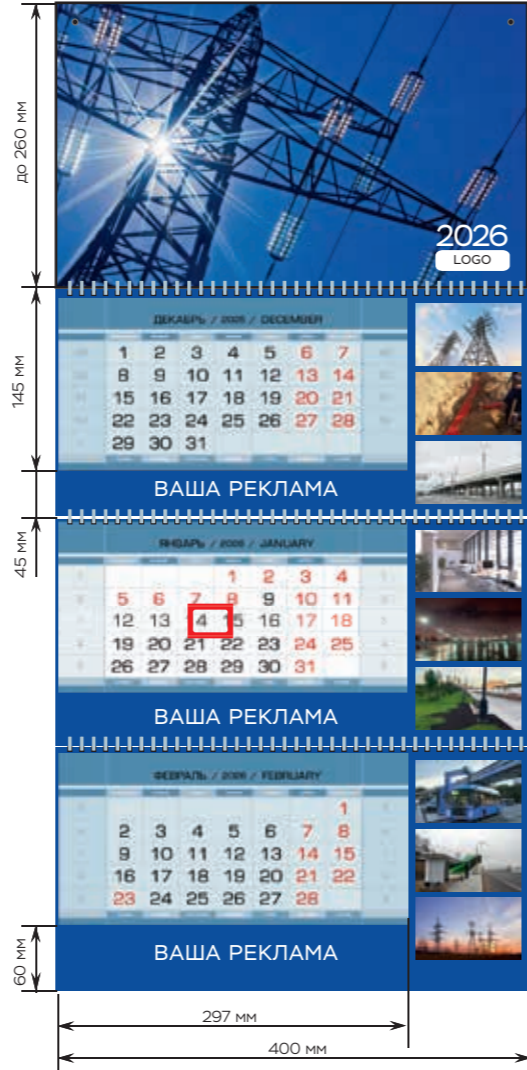 до 260 мм
2026
LOGO
145 мм
ДЕКАБРЬ / 2025 / DECEMBER
1 2 3 4 5 6 7
8 9 10 11 12 13 14
15 16 17 18 19 20 21
22 23 24 25 26 27 28
29 30 31
ВАША РЕКЛАМА
45 мм
ЯНВАРЬ / 2026 / JANUARY
1 2 3 4
5 6 7 8 9 10 11
12 13 4 15 16 17 18
19 20 21 22 23 24 25
26 27 28 29 30 31
ВАША РЕКЛАМА
ФЕВРАЛЬ / 2026 / FEBRUARY
1
2 3 4 5 6 7 8
9 10 11 12 13 14 15
16 17 18 19 20 21 22
23 24 25 26 27 28
ВАША РЕКЛАМА
60 мм
297 мм
400 мм